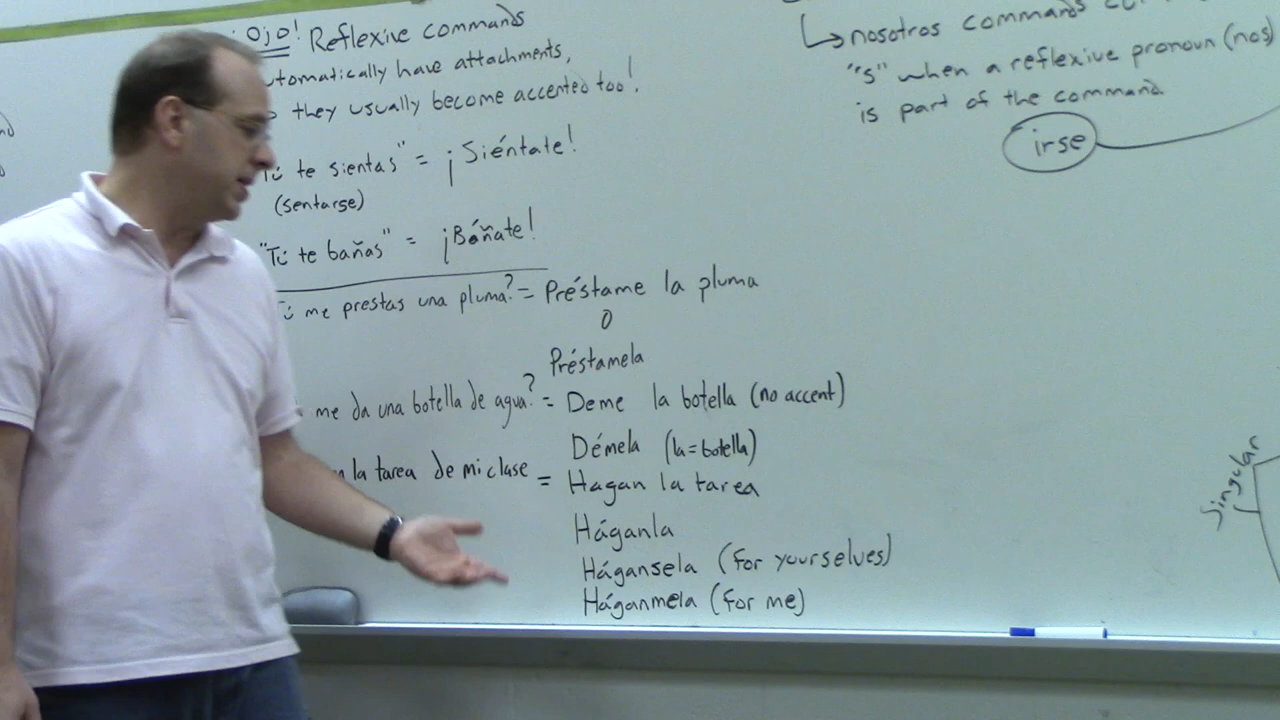 ¡Ojo! Reflexive commands
utomatically have attachments,
they usually become accented too!
Tú te sientas" = ¡Siéntate!
(sentarse)
"Tú te bañas" = ¡Báñate!
Tú me prestas una pluma? = Préstame la pluma
O
Préstamela
me da una botella de agua? = Deme la botella (no accent)
Démela (la=botella)
la tarea de mi clase = Hagan la tarea
Háganla
Hágansela (for yourselves)
Háganmela (for me)
nosotros commands
"s" when a reflexive pronoun (nos)
is part of the command
irse
Singular